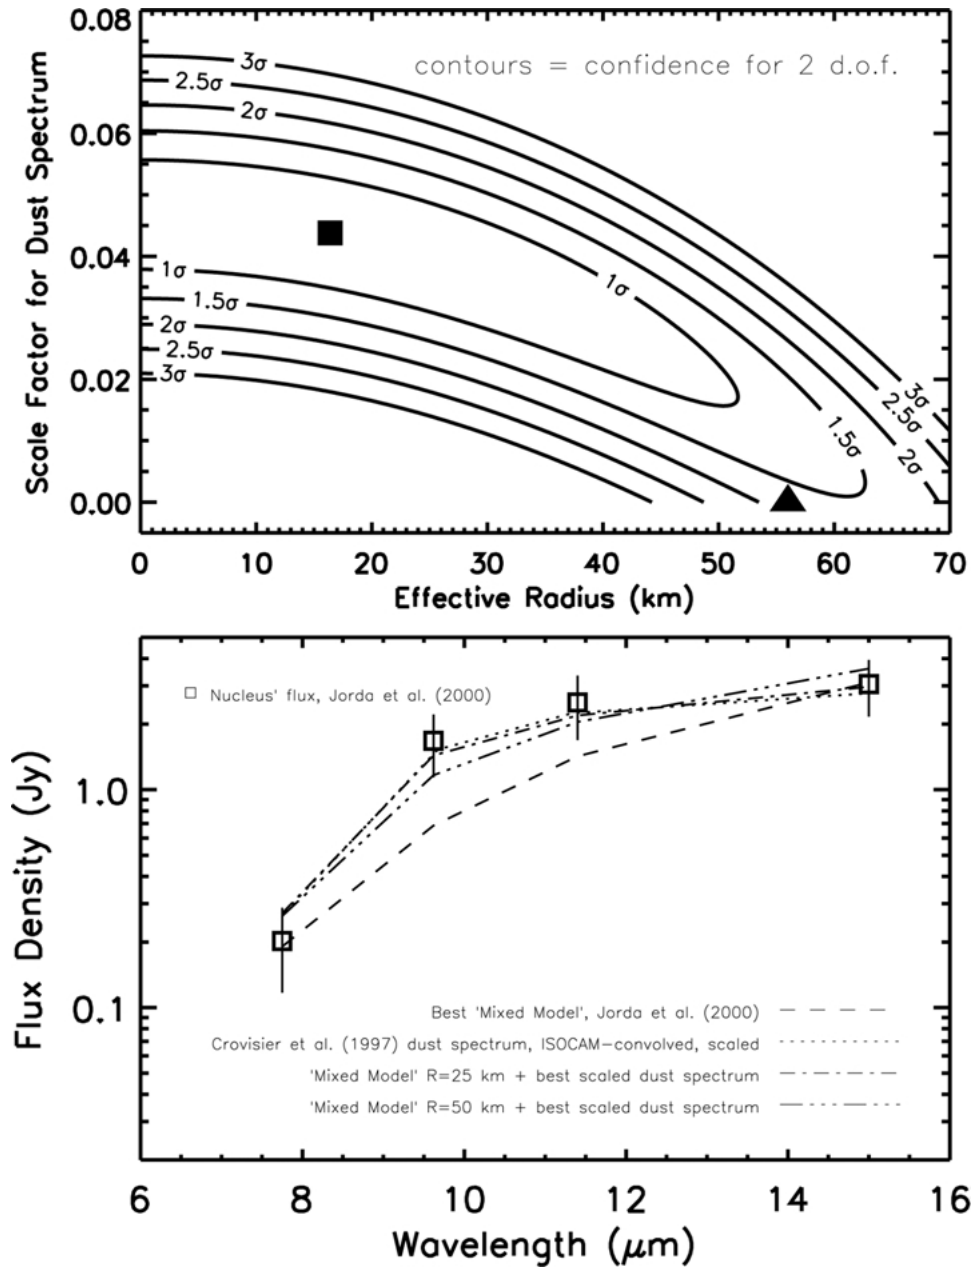 0.08
contours = confidence for 2 d.o.f.
3σ
2.5σ
2σ
0.06
Scale Factor for Dust Spectrum
0.04
1σ
1σ
1.5σ
2σ
2.5σ
3σ
0.02
3σ
2.5σ
1.5σ
2σ
0.00
0 10 20 30 40 50 60 70
Effective Radius (km)
Nucleus' flux, Jorda et al. (2000)
1.0
Flux Density (Jy)
0.1
Best 'Mixed Model', Jorda et al. (2000)
Crovisier et al. (1997) dust spectrum, ISOCAM-convolved, scaled
'Mixed Model' R=25 km + best scaled dust spectrum
'Mixed Model' R=50 km + best scaled dust spectrum
6 8 10 12 14 16
Wavelength (μm)